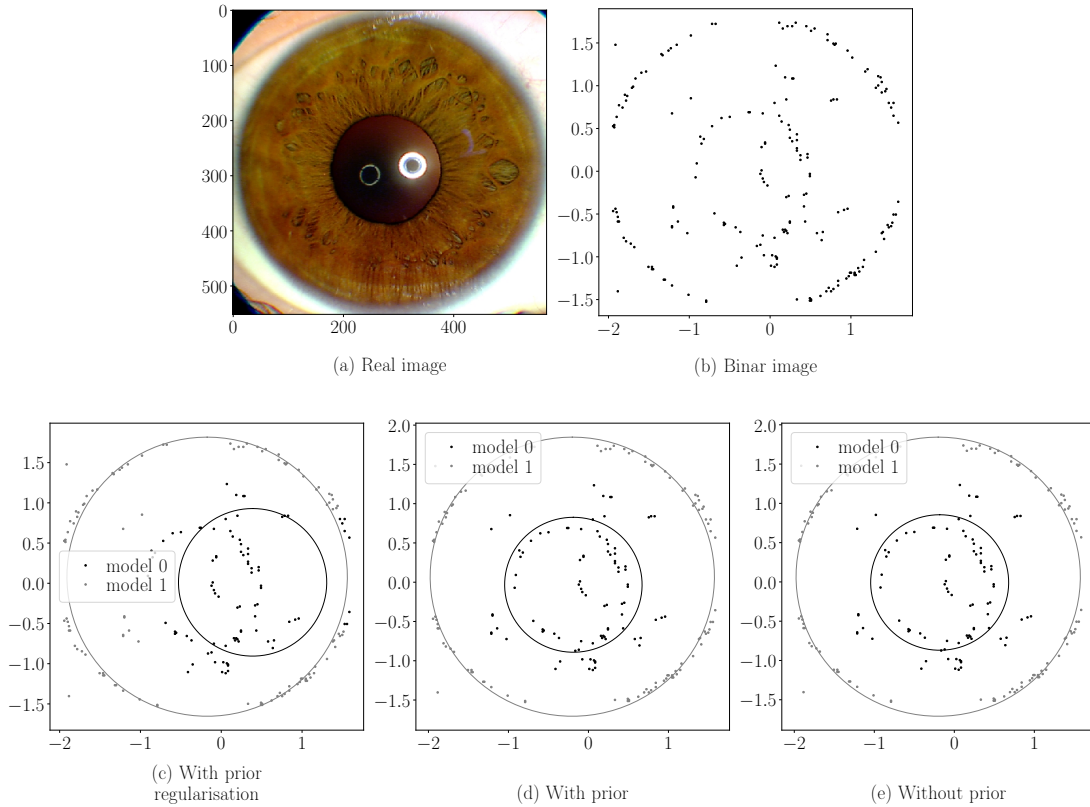 0
100
200
300
400
500
0 200 400
(a) Real image
1.5
1.0
0.5
0.0
−0.5
−1.0
−1.5
−2 −1 0 1
(b) Binar image
1.5
1.0
0.5
0.0
−0.5
−1.0
−1.5
model 0
model 1
−2 −1 0 1
(c) With prior
regularisation
2.0
1.5
1.0
0.5
0.0
−0.5
−1.0
−1.5
model 0
model 1
−2 −1 0 1
(d) With prior
2.0
1.5
1.0
0.5
0.0
−0.5
−1.0
−1.5
model 0
model 1
−2 −1 0 1
(e) Without prior